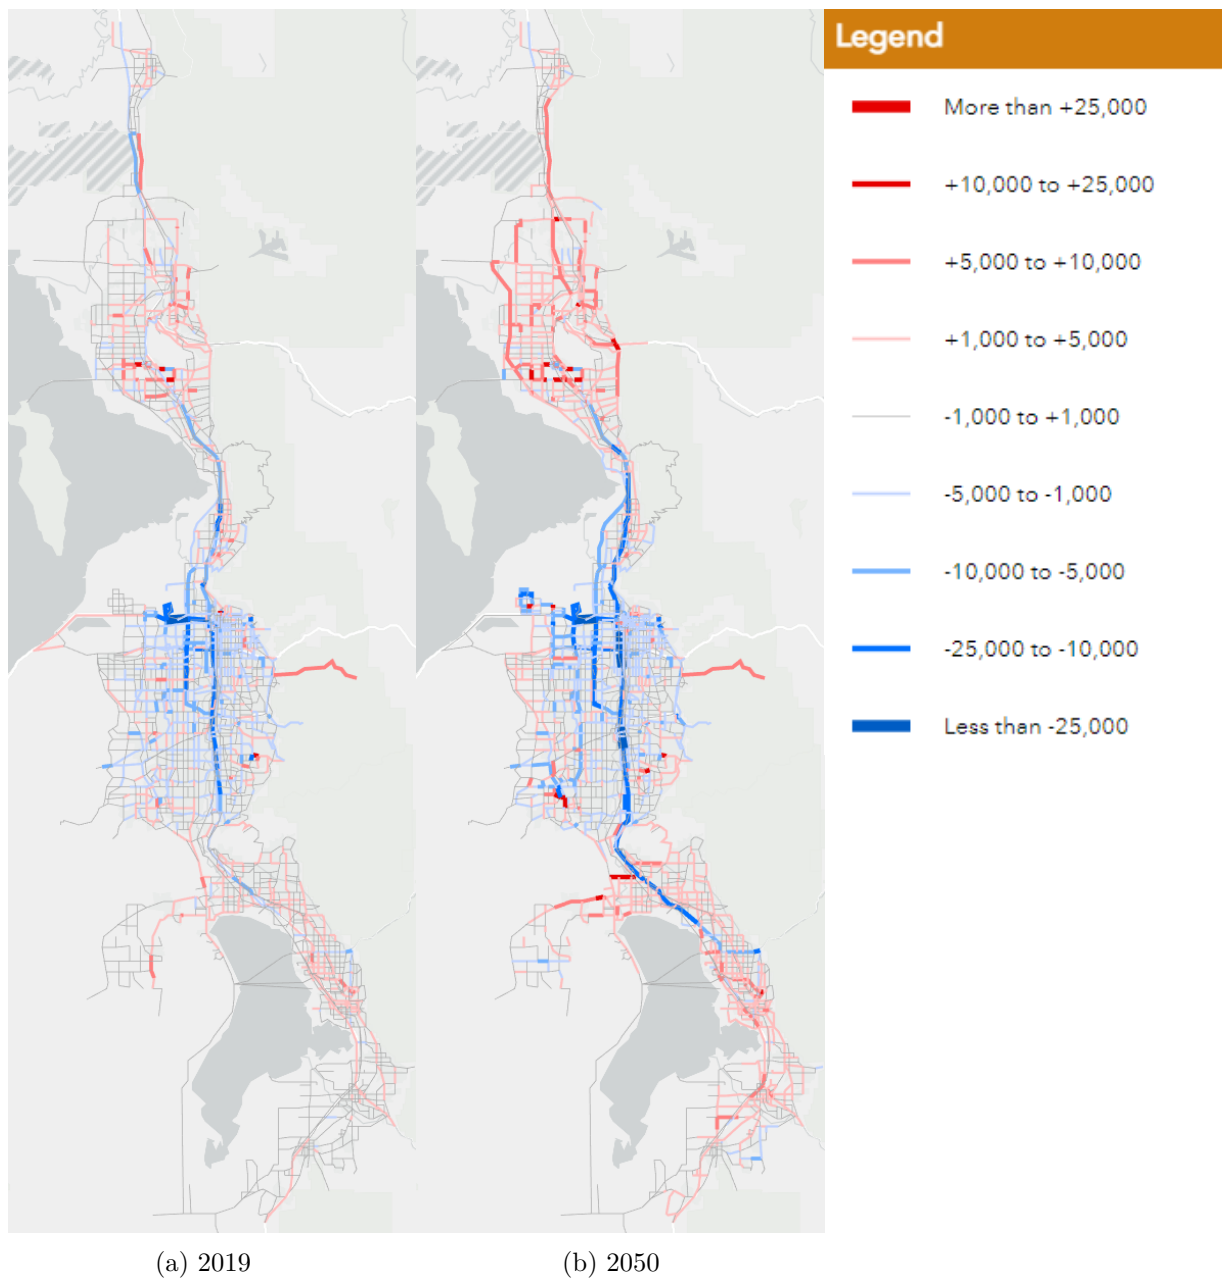 Legend
More than +25,000
+10,000 to +25,000
+5,000 to +10,000
+1,000 to +5,000
-1,000 to +1,000
-5,000 to -1,000
-10,000 to -5,000
-25,000 to -10,000
Less than -25,000
(a) 2019
(b) 2050